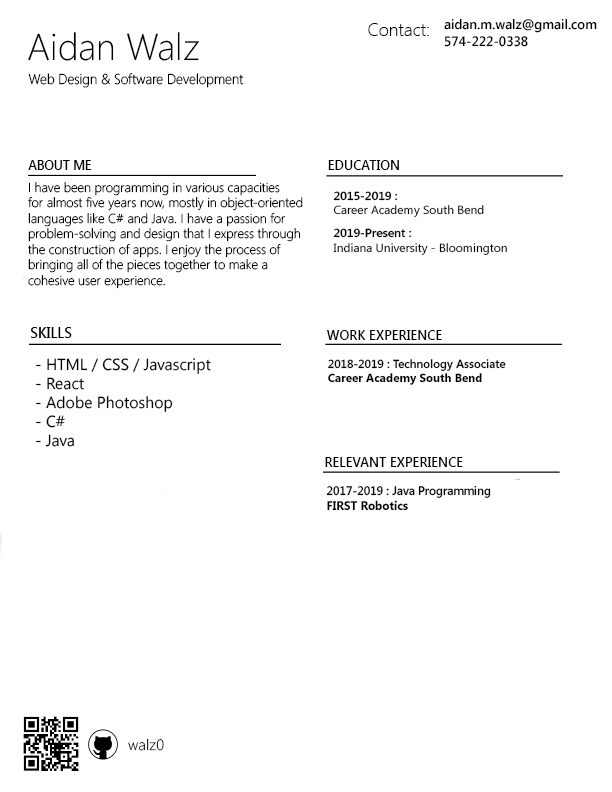 Aidan Walz
Web Design & Software Development
Contact:
aidan.m.walz@gmail.com
574-222-0338
ABOUT ME
I have been programming in various capacities
for almost five years now, mostly in object-oriented
languages like C# and Java. I have a passion for
problem-solving and design that I express through
the construction of apps. I enjoy the process of
bringing all of the pieces together to make a
cohesive user experience.
SKILLS
- HTML / CSS / Javascript
- React
- Adobe Photoshop
- C#
- Java
EDUCATION
2015-2019 :
Career Academy South Bend
2019-Present :
Indiana University - Bloomington
WORK EXPERIENCE
2018-2019 : Technology Associate
Career Academy South Bend
RELEVANT EXPERIENCE
2017-2019 : Java Programming
FIRST Robotics
walz0